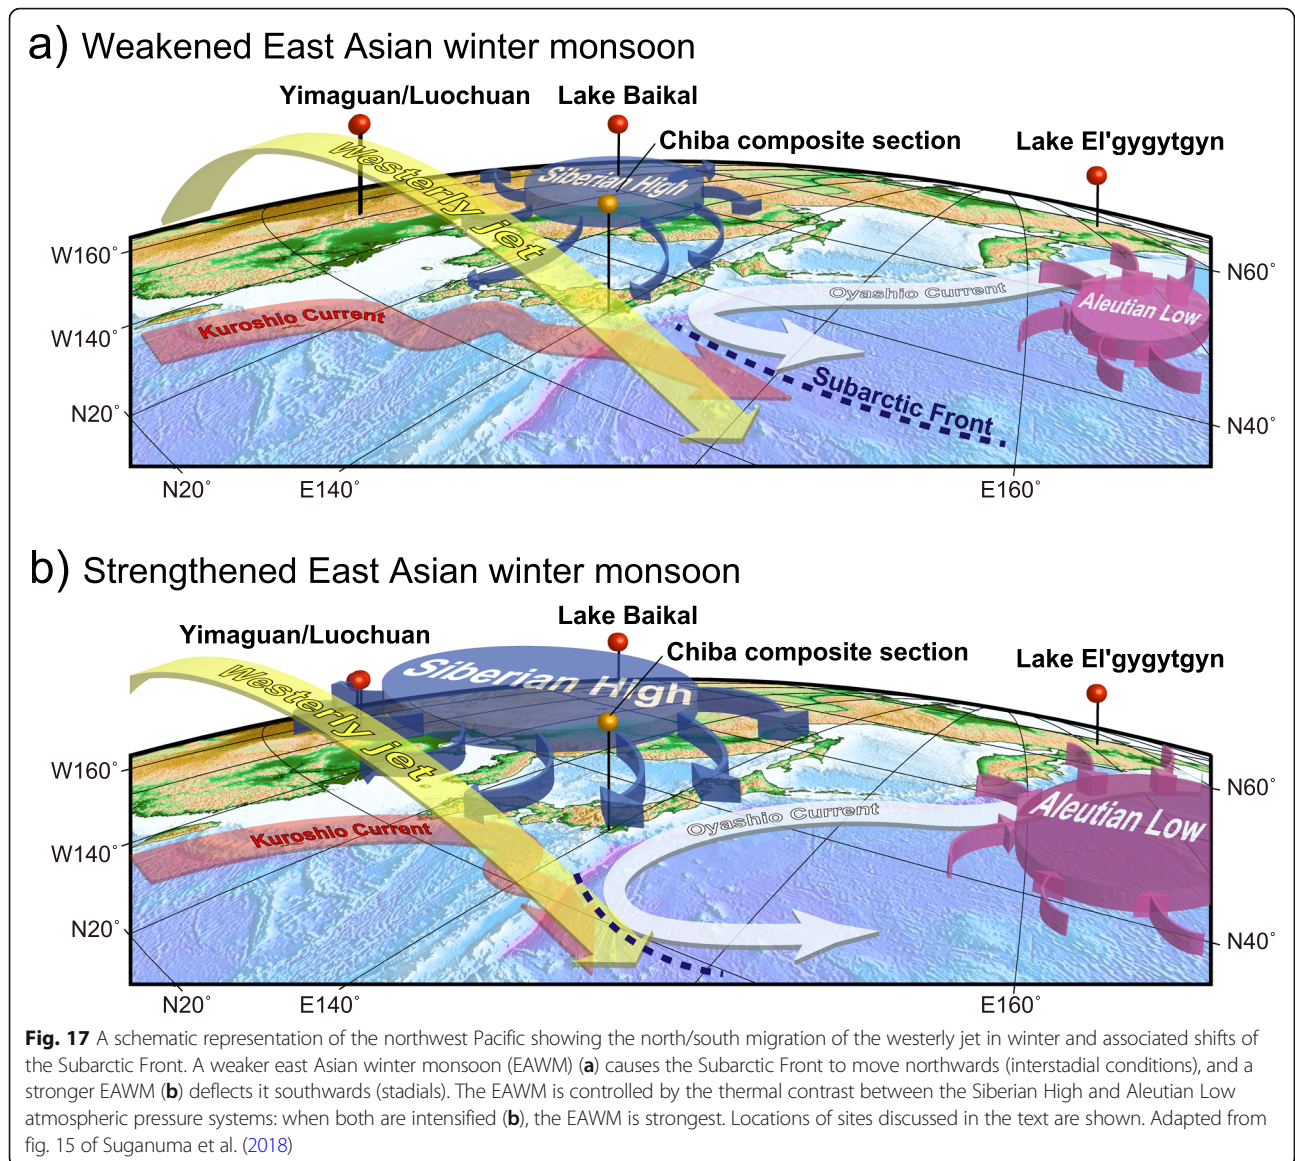 a) Weakened East Asian winter monsoon
Yimaguan/Luochuan
Lake Baikal
Chiba composite section
Lake El'gygytgyn
Westerly jet
Siberian High
W160°
N60°
Oyashio Current
Aleutian Low
Kuroshio Current
W140°
Subarctic Front
N20°
N40°
N20°
E140°
E160°
b) Strengthened East Asian winter monsoon
Lake Baikal
Yimaguan/Luochuan
Chiba composite section
Lake El'gygytgyn
Siberian High
Westerly jet
W160°
N60°
Aleutian Low
Oyashio Current
Kuroshio Current
W140°
N20°
N40°
N20°
E140°
E160°
Fig. 17 A schematic representation of the northwest Pacific showing the north/south migration of the westerly jet in winter and associated shifts of
the Subarctic Front. A weaker east Asian winter monsoon (EAWM) (a) causes the Subarctic Front to move northwards (interstadial conditions), and a
stronger EAWM (b) deflects it southwards (stadials). The EAWM is controlled by the thermal contrast between the Siberian High and Aleutian Low
atmospheric pressure systems: when both are intensified (b), the EAWM is strongest. Locations of sites discussed in the text are shown. Adapted from
fig. 15 of Suganuma et al. (2018)